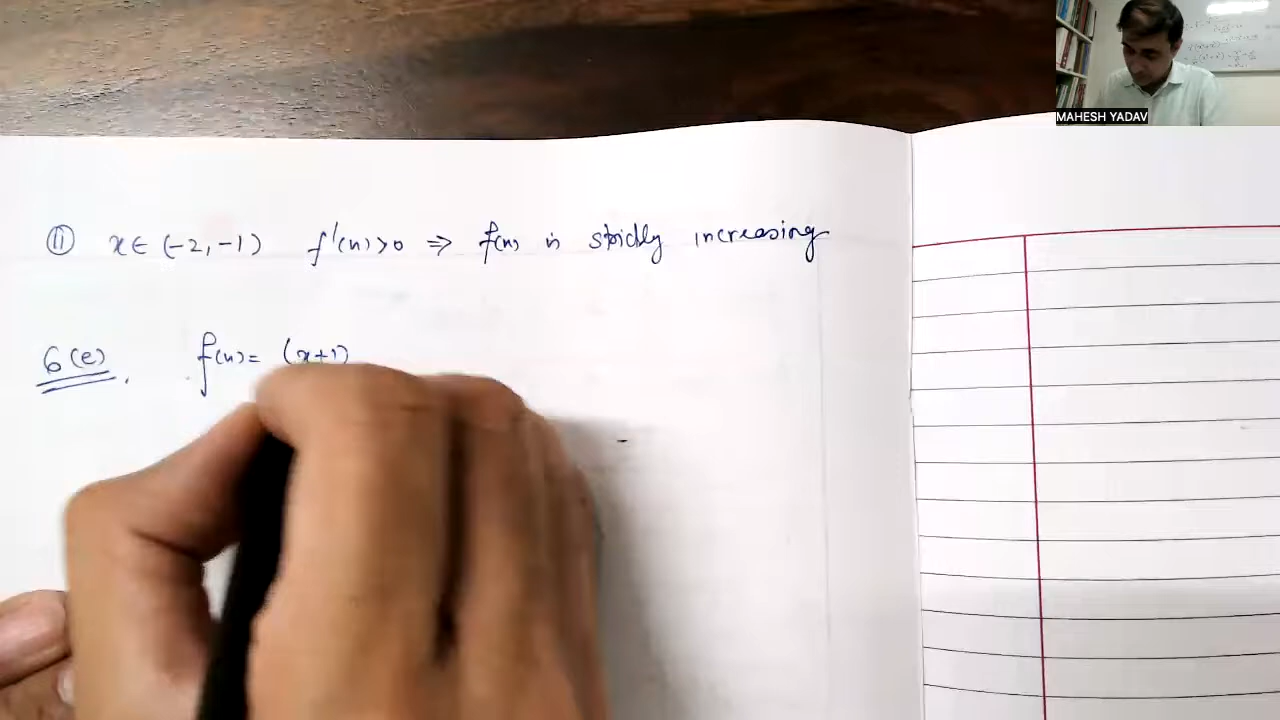 MAHESH YADAV
(ii) x ∈ (-2, -1) f'(x) > 0 ⇒ f(x) is strictly increasing
6(e). f(x) = (x+1)